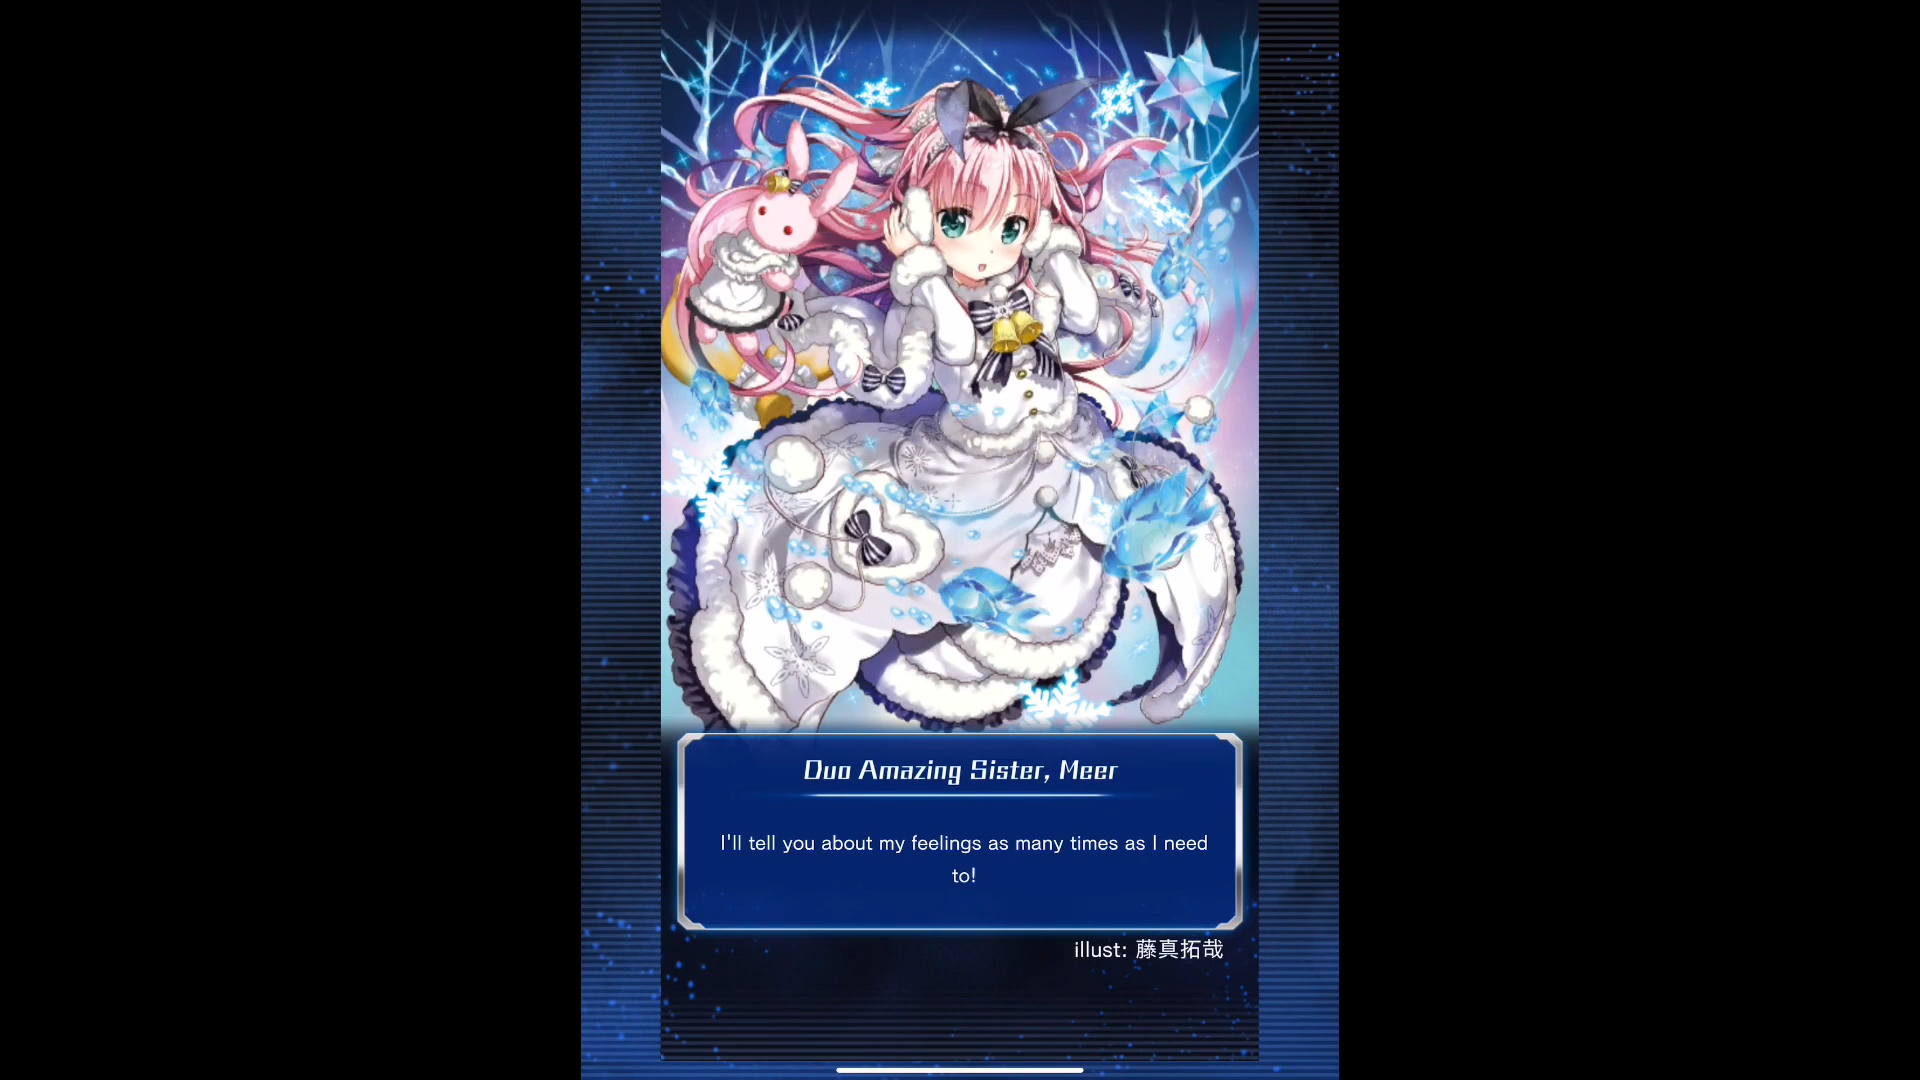 Duo Amazing Sister, Meer
I'll tell you about my feelings as many times as I need
to!
illust: 藤真拓哉